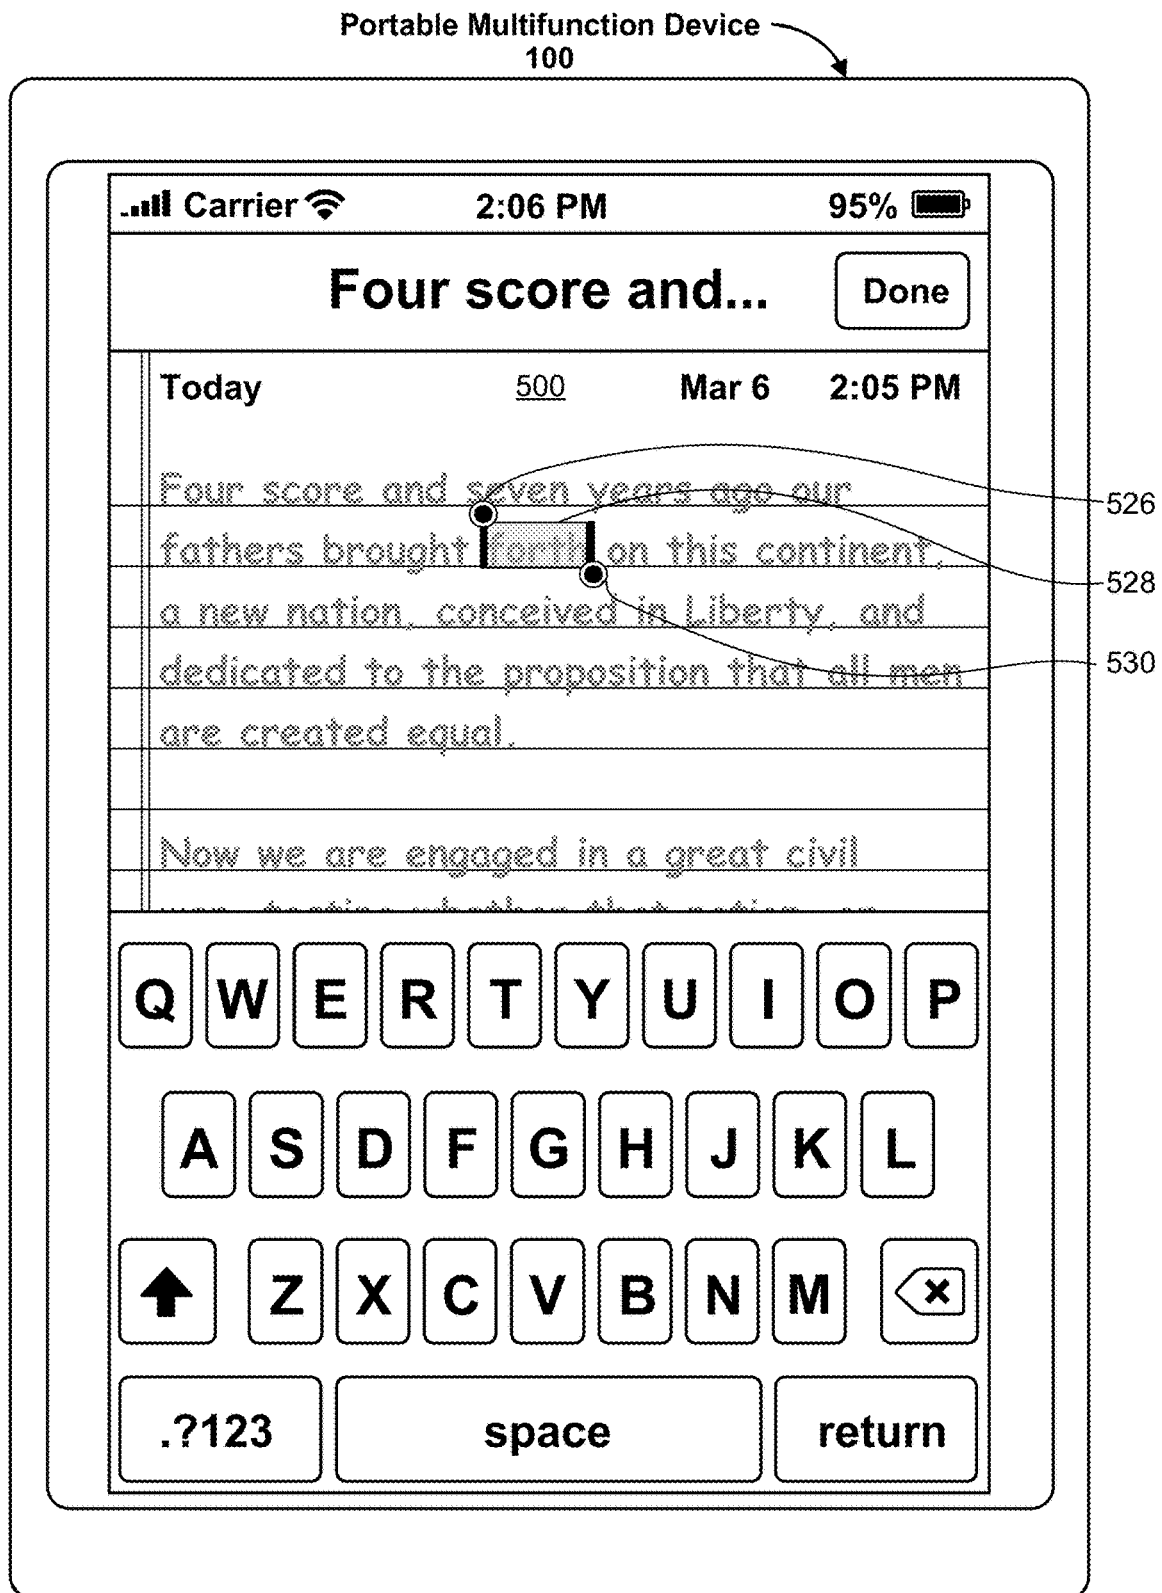 Portable Multifunction Device
100
Carrier 2:06 PM 95%
Four score and... Done
Today 500 Mar 6 2:05 PM
Four score and seven years ago our
526
fathers brought forth on this continent,
528
a new nation, conceived in Liberty, and
530
dedicated to the proposition that all men
are created equal.
Now we are engaged in a great civil
Q W E R T Y U I O P
A S D F G H J K L
Z X C V B N M
.?123 space return